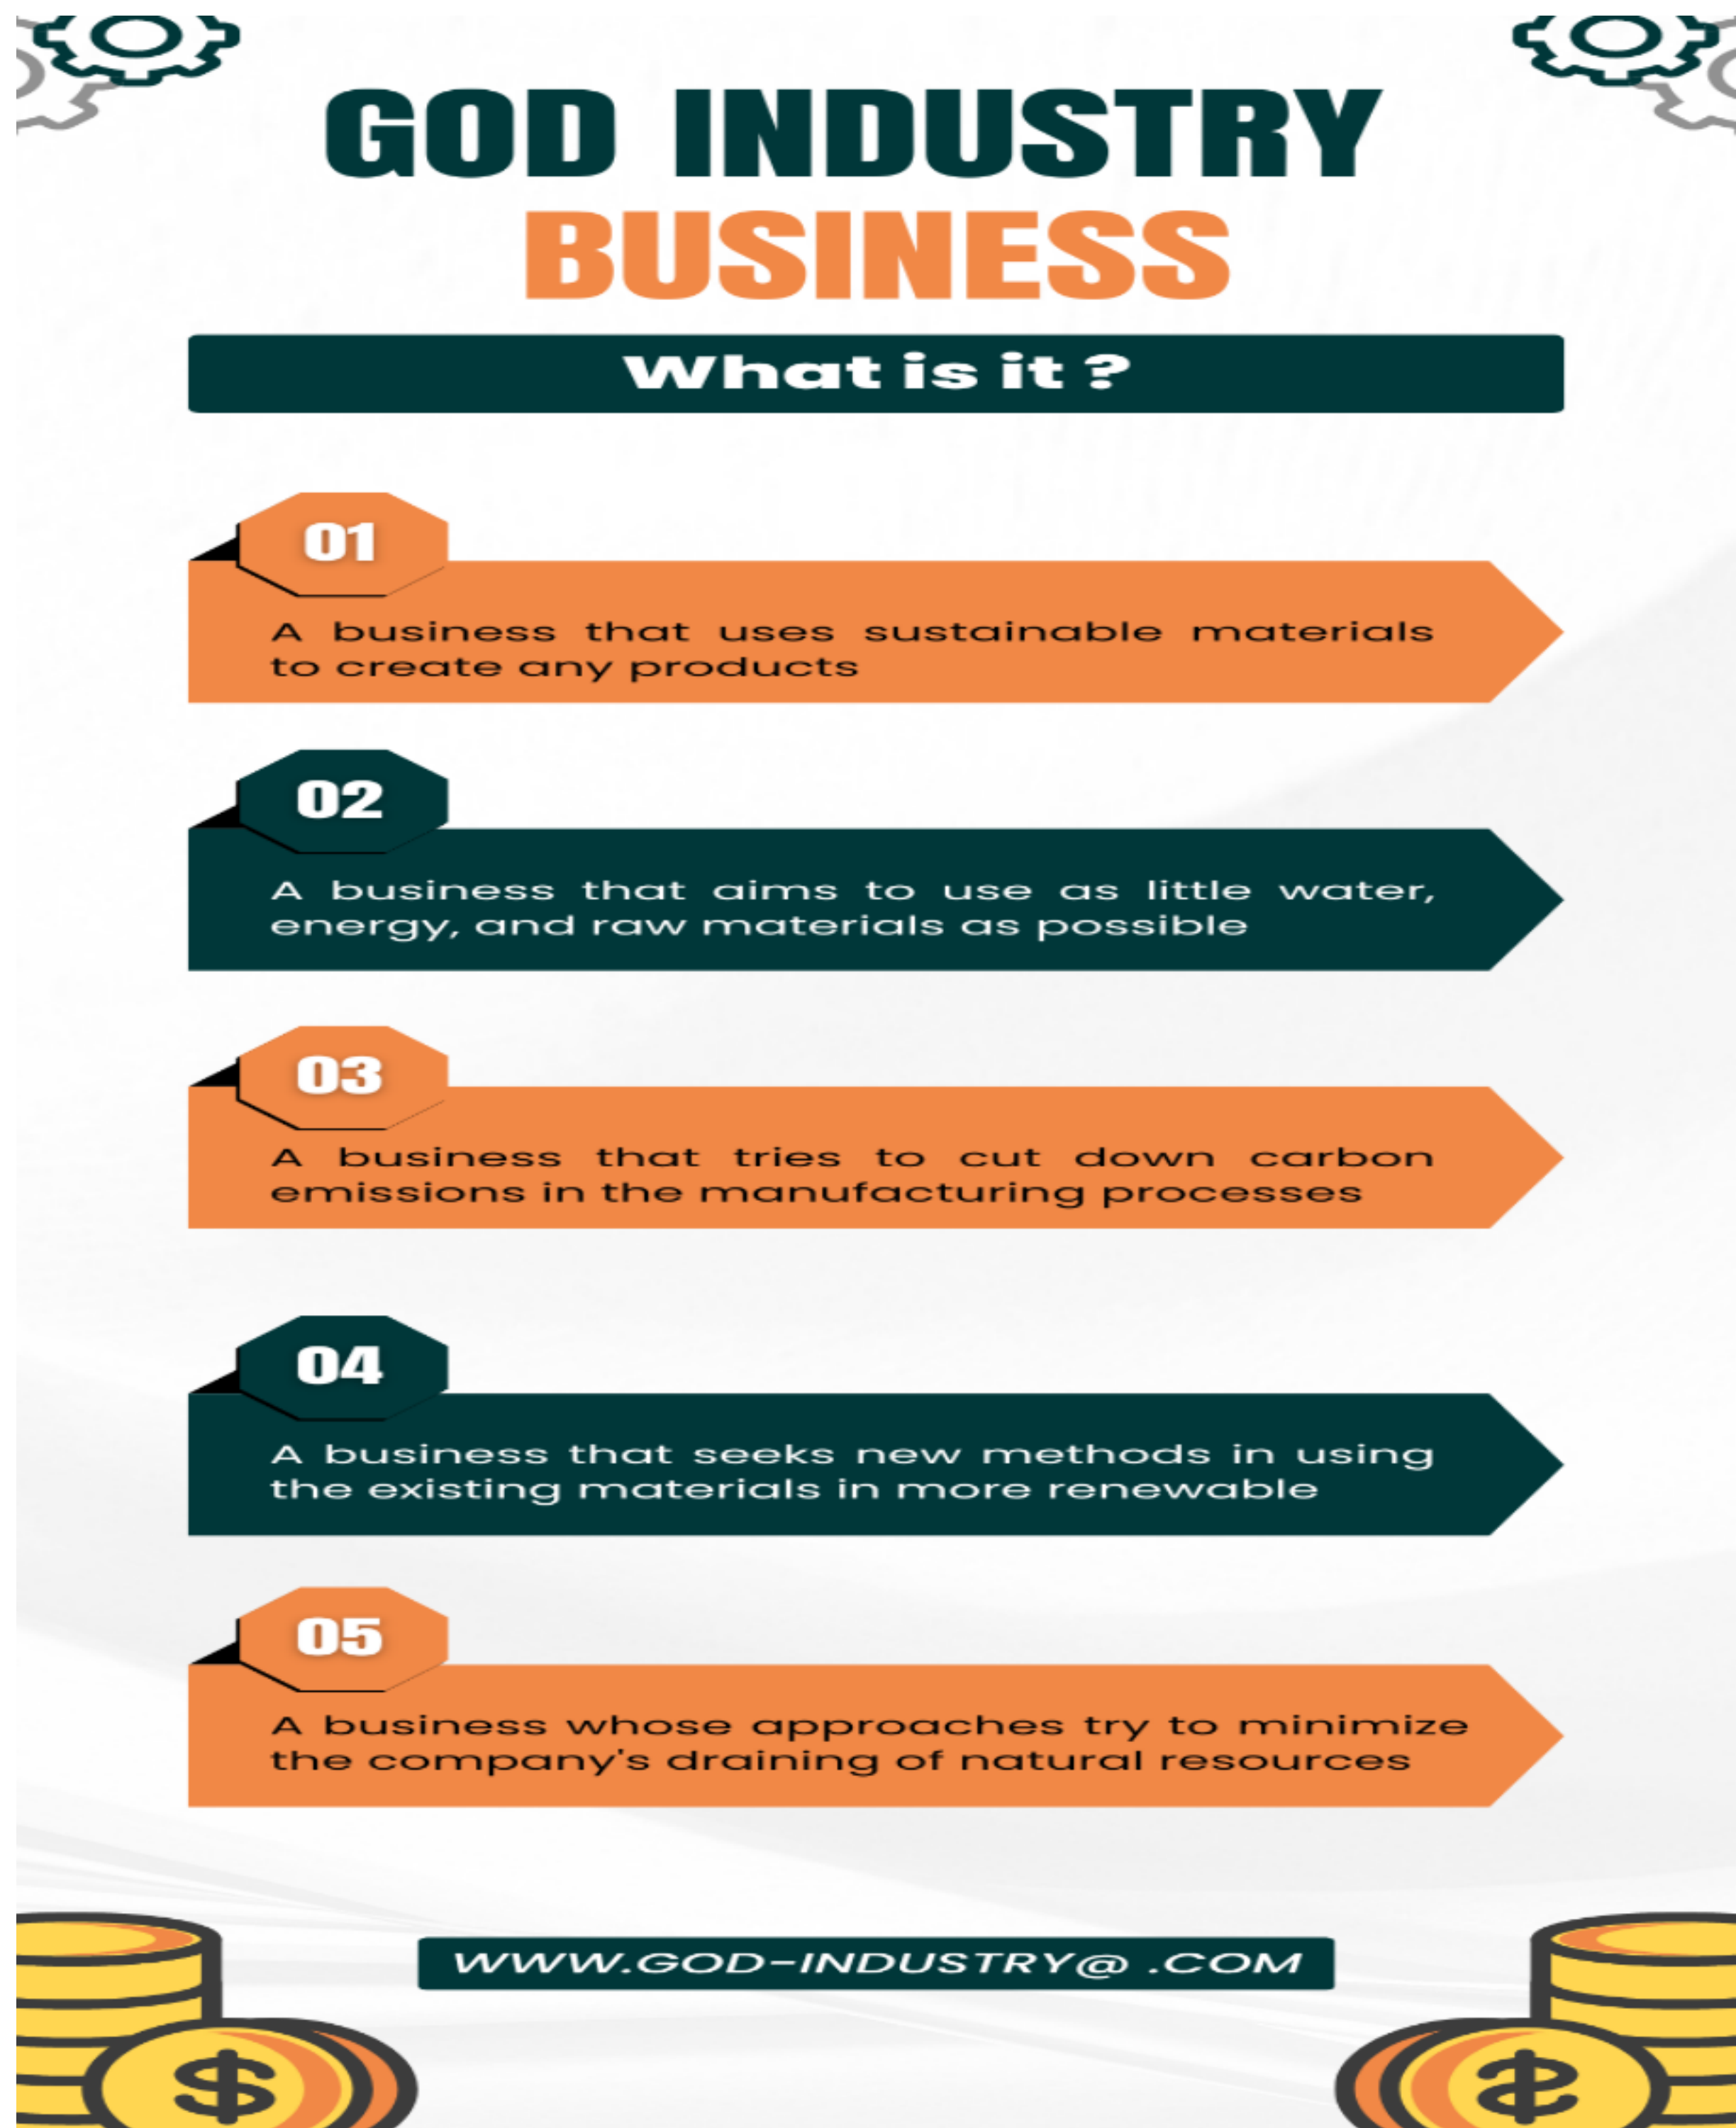 GOD INDUSTRY
BUSINESS
What is it ?
01
A business that uses sustainable materials
to create any products
02
A business that aims to use as little water,
energy, and raw materials as possible
03
A business that tries to cut down carbon
emissions in the manufacturing processes
04
A business that seeks new methods in using
the existing materials in more renewable
05
A business whose approaches try to minimize
the company's draining of natural resources
WWW.GOD-INDUSTRY@ .COM
$
$